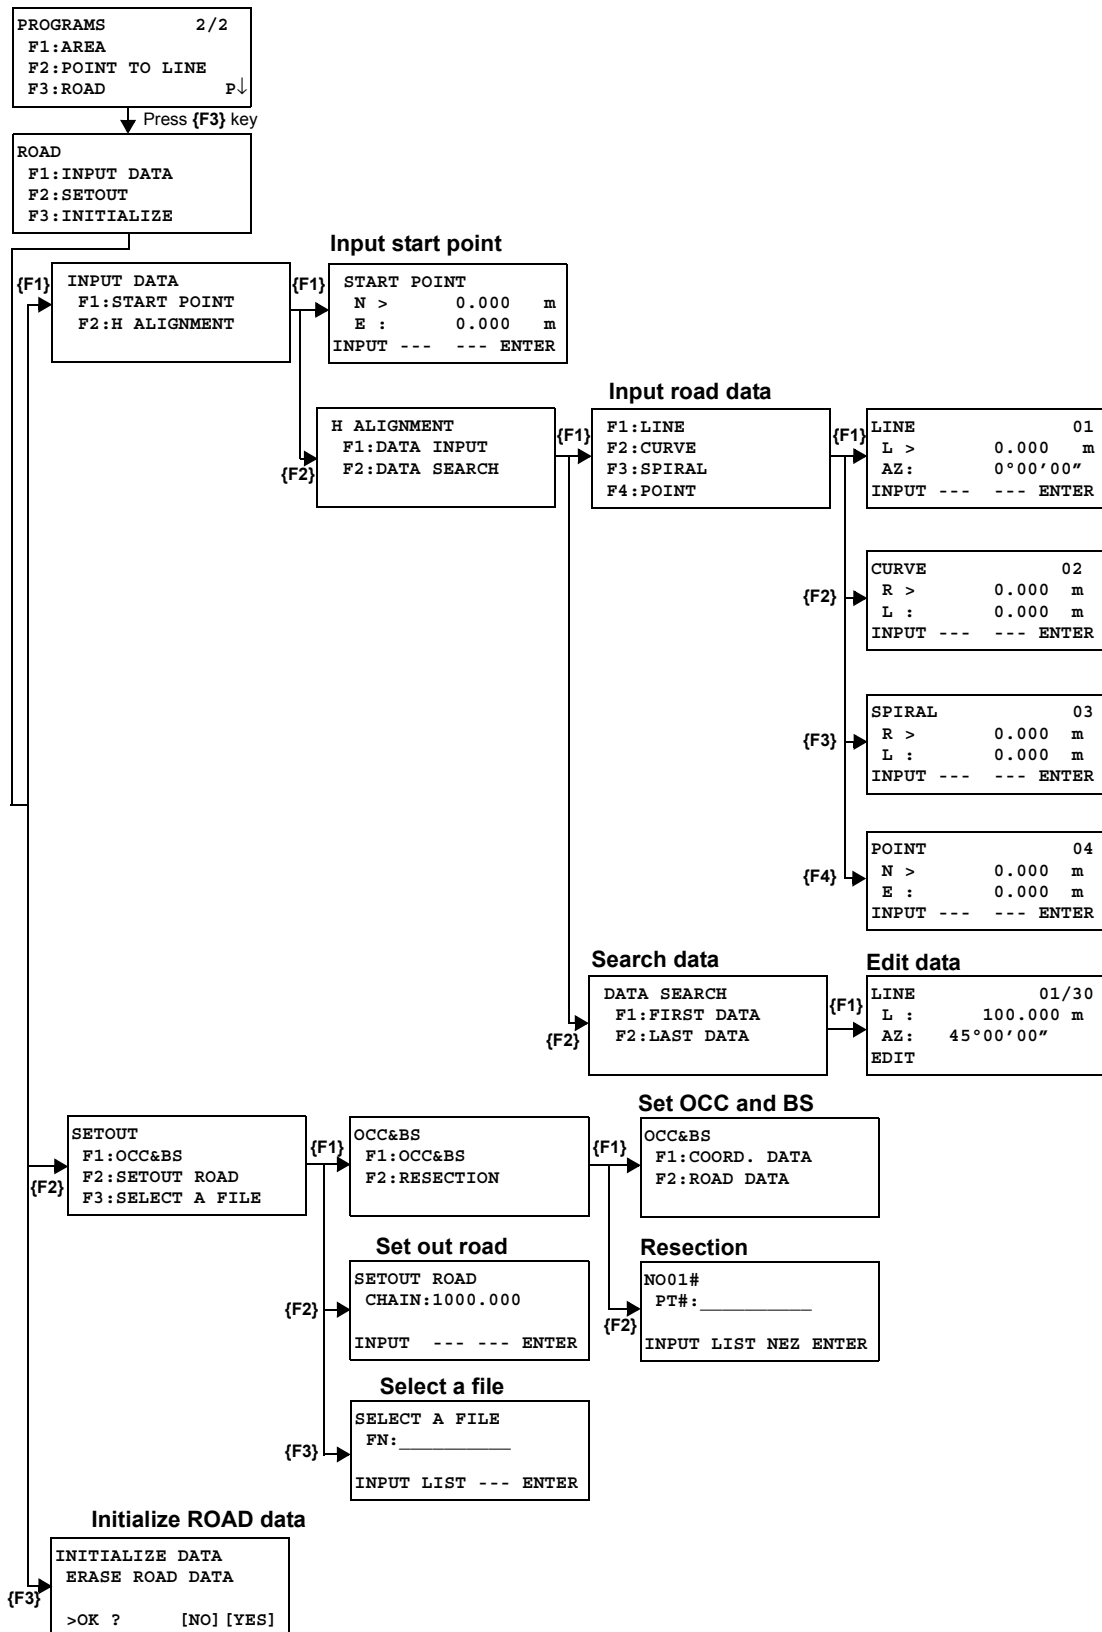 PROGRAMS 2/2
F1:AREA
F2:POINT TO LINE
F3:ROAD P↓
Press {F3} key
ROAD
F1:INPUT DATA
F2:SETOUT
F3:INITIALIZE
{F1}
INPUT DATA
F1:START POINT
F2:H ALIGNMENT
{F1}
Input start point
START POINT
N > 0.000 m
E : 0.000 m
INPUT --- --- ENTER
{F2}
H ALIGNMENT
F1:DATA INPUT
F2:DATA SEARCH
{F1}
Input road data
F1:LINE
F2:CURVE
F3:SPIRAL
F4:POINT
{F1}
LINE 01
L > 0.000 m
AZ: 0°00′00″
INPUT --- --- ENTER
{F2}
CURVE 02
R > 0.000 m
L : 0.000 m
INPUT --- --- ENTER
{F3}
SPIRAL 03
R > 0.000 m
L : 0.000 m
INPUT --- --- ENTER
{F4}
POINT 04
N > 0.000 m
E : 0.000 m
INPUT --- --- ENTER
{F2}
Search data
DATA SEARCH
F1:FIRST DATA
F2:LAST DATA
{F1}
Edit data
LINE 01/30
L : 100.000 m
AZ: 45°00′00″
EDIT
{F2}
SETOUT
F1:OCC&BS
F2:SETOUT ROAD
F3:SELECT A FILE
{F1}
OCC&BS
F1:OCC&BS
F2:RESECTION
{F1}
Set OCC and BS
OCC&BS
F1:COORD. DATA
F2:ROAD DATA
{F2}
Resection
NO01#
PT#:__________
INPUT LIST NEZ ENTER
{F2}
Set out road
SETOUT ROAD
CHAIN:1000.000
INPUT --- --- ENTER
{F3}
Select a file
SELECT A FILE
FN:__________
INPUT LIST --- ENTER
{F3}
Initialize ROAD data
INITIALIZE DATA
ERASE ROAD DATA
>OK ? [NO][YES]